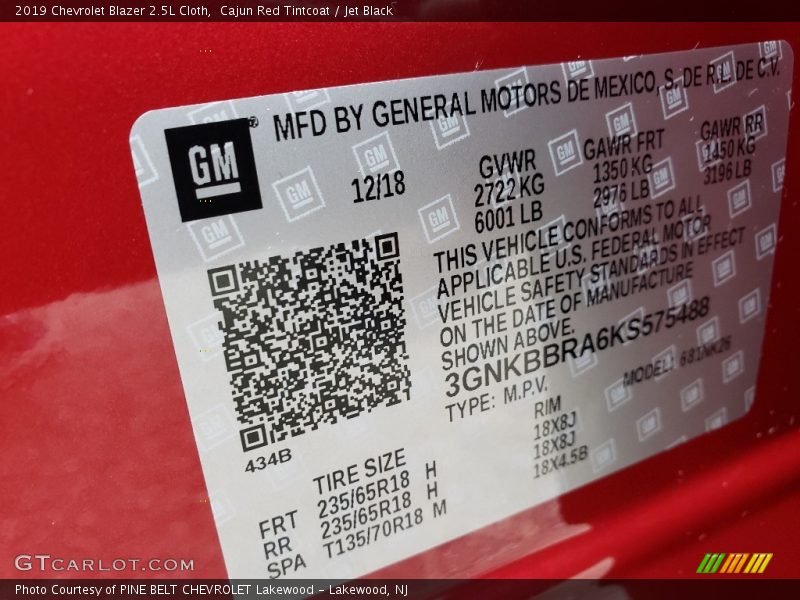 2019 Chevrolet Blazer 2.5L Cloth, Cajun Red Tintcoat / Jet Black
GM®
MFD BY GENERAL MOTORS DE MEXICO, S. DE R.L. DE C.V.
12/18
GVWR GAWR FRT GAWR RR
2722 KG 1350 KG 1450 KG
6001 LB 2976 LB 3196 LB
THIS VEHICLE CONFORMS TO ALL
APPLICABLE U.S. FEDERAL MOTOR
VEHICLE SAFETY STANDARDS IN EFFECT
ON THE DATE OF MANUFACTURE
SHOWN ABOVE.
3GNKBBRA6KS575488
TYPE: M.P.V. MODEL: 681NK26
434B
TIRE SIZE RIM
FRT 235/65R18 H 18X8J
RR 235/65R18 H 18X8J
SPA T135/70R18 M 18X4.5B
GTcarlot.com
Photo Courtesy of PINE BELT CHEVROLET Lakewood - Lakewood, NJ